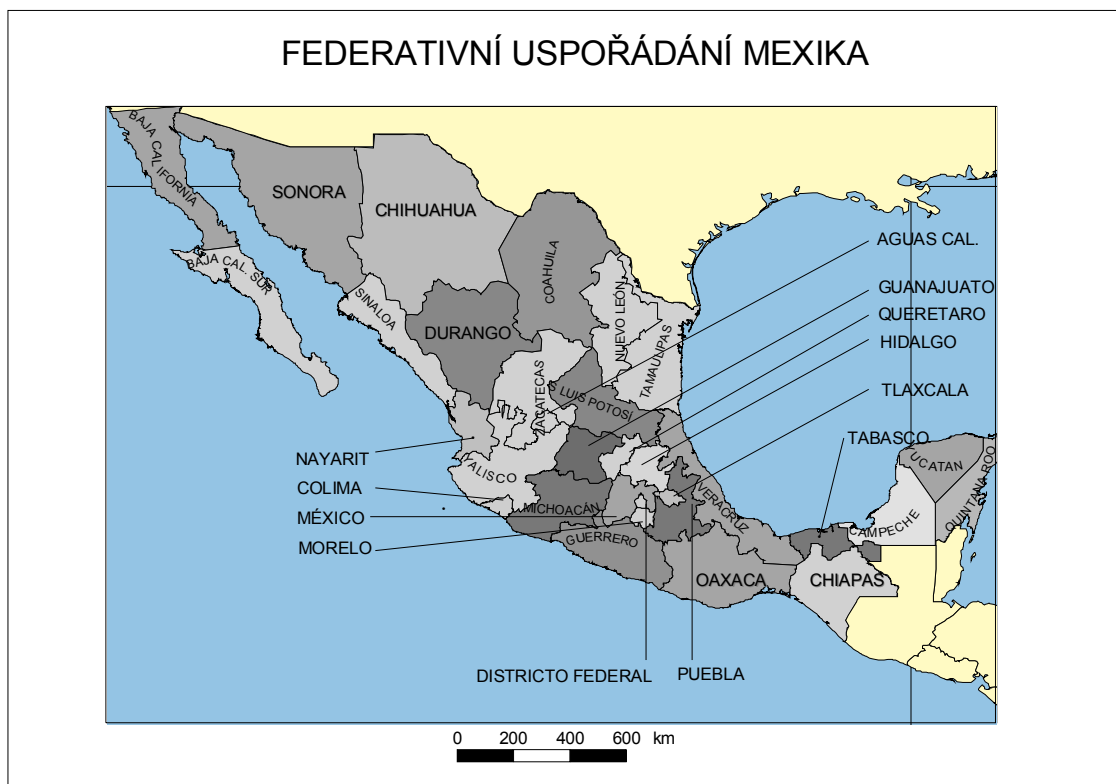 FEDERATIVNÍ USPOŘÁDÁNÍ MEXIKA
BAJA CALIFORNIA
SONORA
CHIHUAHUA
COAHUILA
BAJA CAL. SUR
SINALOA
DURANGO
NUEVO LEÓN
TAMAULIPAS
ZACATECAS
S LUIS POTOSÍ
AGUAS CAL.
GUANAJUATO
QUERETARO
HIDALGO
TLAXCALA
TABASCO
NAYARIT
YALISCO
COLIMA
MÉXICO
MORELO
MICHOACÁN
GUERRERO
VERACRUZ
OAXACA
CHIAPAS
CAMPECHE
YUCATAN
QUINTANA ROO
DISTRICTO FEDERAL
PUEBLA
0 200 400 600 km